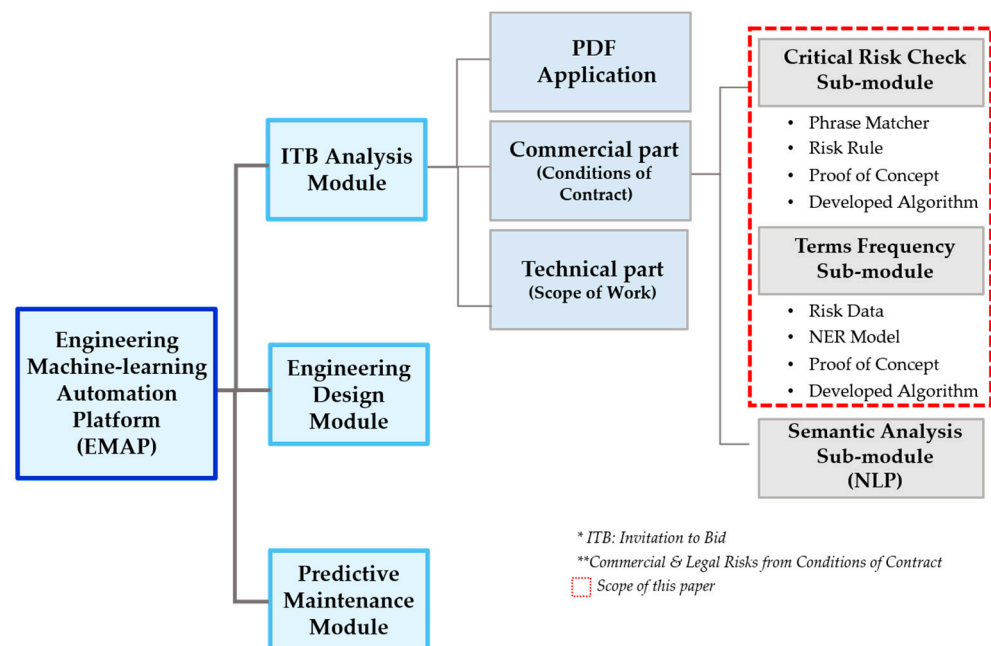 Engineering
Machine-learning
Automation
Platform
(EMAP)
ITB Analysis
Module
Engineering
Design
Module
Predictive
Maintenance
Module
PDF
Application
Commercial part
(Conditions of
Contract)
Technical part
(Scope of Work)
Critical Risk Check
Sub-module
• Phrase Matcher
• Risk Rule
• Proof of Concept
• Developed Algorithm
Terms Frequency
Sub-module
• Risk Data
• NER Model
• Proof of Concept
• Developed Algorithm
Semantic Analysis
Sub-module
(NLP)
* ITB: Invitation to Bid
**Commercial & Legal Risks from Conditions of Contract
Scope of this paper